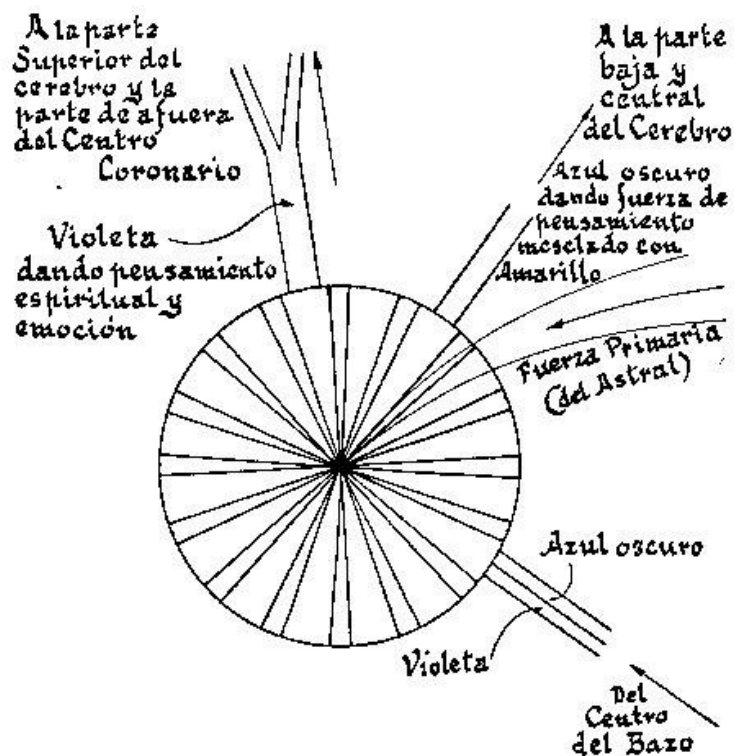 A la parte
Superior del
cerebro y la
parte de afuera
del Centro
Coronario
Violeta
dando pensamiento
espiritual y
emoción
A la parte
baja y
central
del Cerebro
Azul oscuro
dando fuerza de
pensamiento
mesclado con
Amarillo
Fuerza Primaria
(del Astral)
Azul oscuro
Violeta
Del
Centro
del Bazo